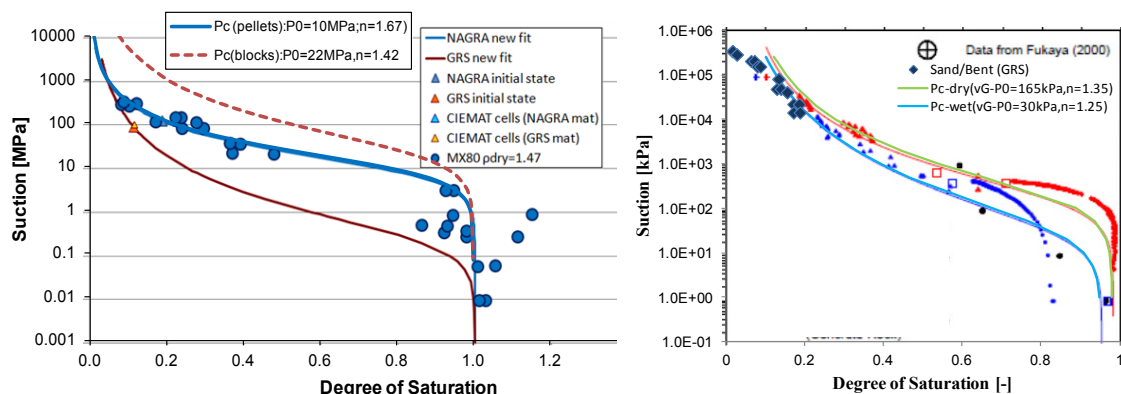 Pc (pellets):P0=10MPa;n=1.67)
Pc(blocks):P0=22MPa,n=1.42
NAGRA new fit
GRS new fit
NAGRA initial state
GRS initial state
CIEMAT cells (NAGRA mat)
CIEMAT cells (GRS mat)
MX80 ρdry=1.47
Suction [MPa]
10000
1000
100
10
1
0.1
0.01
0.001
0.0 0.2 0.4 0.6 0.8 1.0 1.2
Degree of Saturation
Data from Fukaya (2000)
Sand/Bent (GRS)
Pc-dry(vG-P0=165kPa,n=1.35)
Pc-wet(vG-P0=30kPa,n=1.25)
Suction [kPa]
1.0E+06
1.0E+05
1.0E+04
1.0E+03
1.0E+02
1.0E+01
1.0E+00
1.0E-01
0 0.2 0.4 0.6 0.8 1
Degree of Saturation [-]